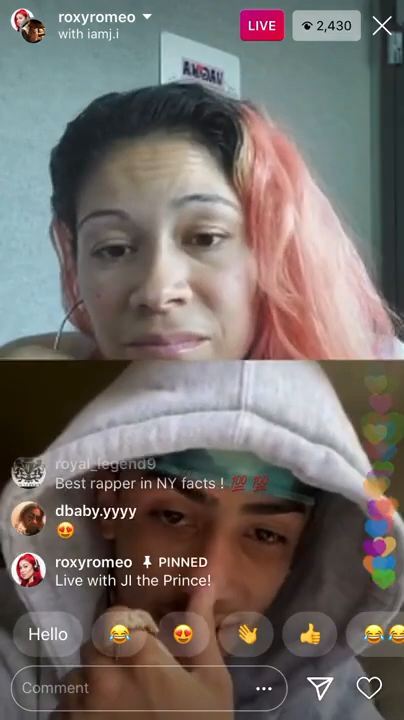 roxyromeo
with iamj.i
LIVE
2,430
royal_legend9
Best rapper in NY facts ! 💯 💯
dbaby.yyyy
😍
roxyromeo PINNED
Live with JI the Prince!
Hello 😂 😍 👋 👍 😂😂
Comment